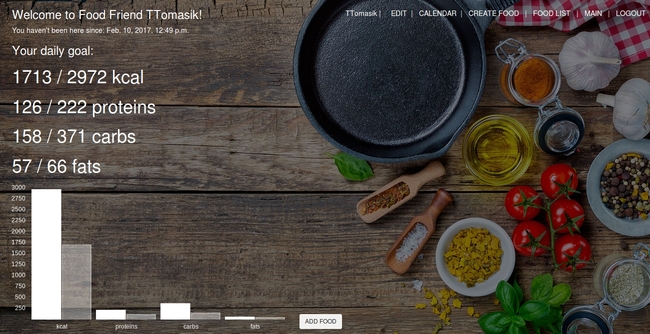 Welcome to Food Friend TTomasik!
TTomasik | EDIT | CALENDAR | CREATE FOOD | FOOD LIST | MAIN | LOGOUT
You haven't been here since: Feb. 10, 2017, 12:49 p.m.
Your daily goal:
1713 / 2972 kcal
126 / 222 proteins
158 / 371 carbs
57 / 66 fats
3000
2750
2500
2250
2000
1750
1500
1250
1000
750
500
250
kcal proteins carbs fats
ADD FOOD